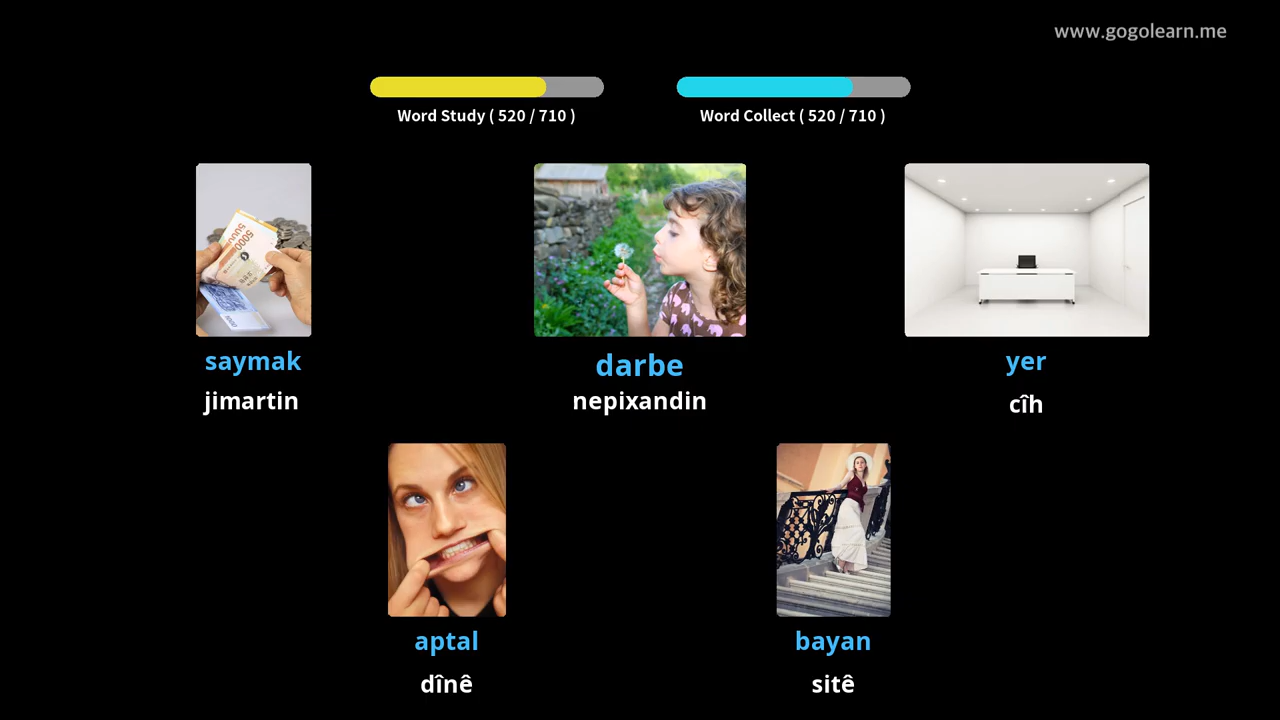 www.gogolearn.me
Word Study ( 520 / 710 )
Word Collect ( 520 / 710 )
saymak
jimartin
darbe
nepixandin
yer
cîh
aptal
dînê
bayan
sitê